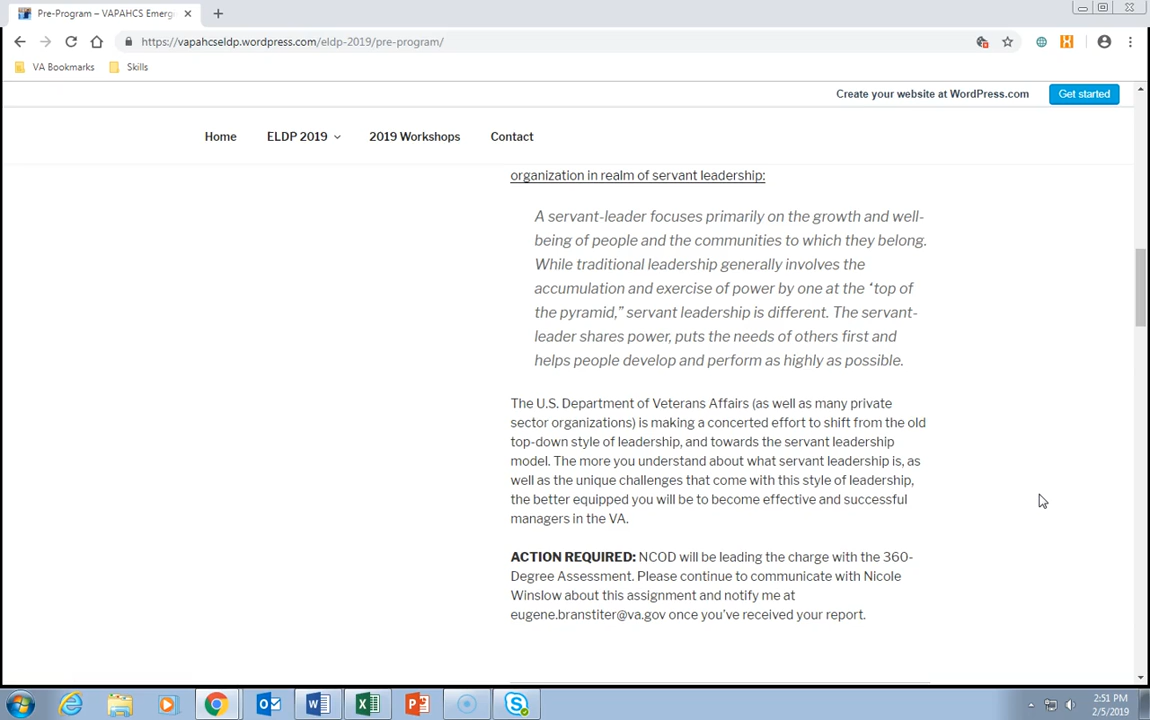 Pre-Program – VAPAHCS Emerg
https://vapahcseldp.wordpress.com/eldp-2019/pre-program/
VA Bookmarks
Skills
Create your website at WordPress.com
Get started
Home
ELDP 2019
2019 Workshops
Contact
organization in realm of servant leadership:
A servant-leader focuses primarily on the growth and well-
being of people and the communities to which they belong.
While traditional leadership generally involves the
accumulation and exercise of power by one at the “top of
the pyramid,” servant leadership is different. The servant-
leader shares power, puts the needs of others first and
helps people develop and perform as highly as possible.
The U.S. Department of Veterans Affairs (as well as many private
sector organizations) is making a concerted effort to shift from the old
top-down style of leadership, and towards the servant leadership
model. The more you understand about what servant leadership is, as
well as the unique challenges that come with this style of leadership,
the better equipped you will be to become effective and successful
managers in the VA.
ACTION REQUIRED: NCOD will be leading the charge with the 360-
Degree Assessment. Please continue to communicate with Nicole
Winslow about this assignment and notify me at
eugene.branstiter@va.gov once you’ve received your report.
2:51 PM
2/5/2019